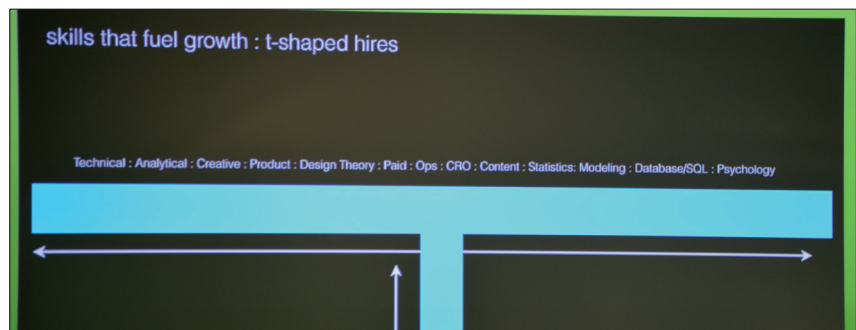 skills that fuel growth : t-shaped hires
Technical : Analytical : Creative : Product : Design Theory : Paid : Ops : CRO : Content : Statistics: Modeling : Database/SQL : Psychology